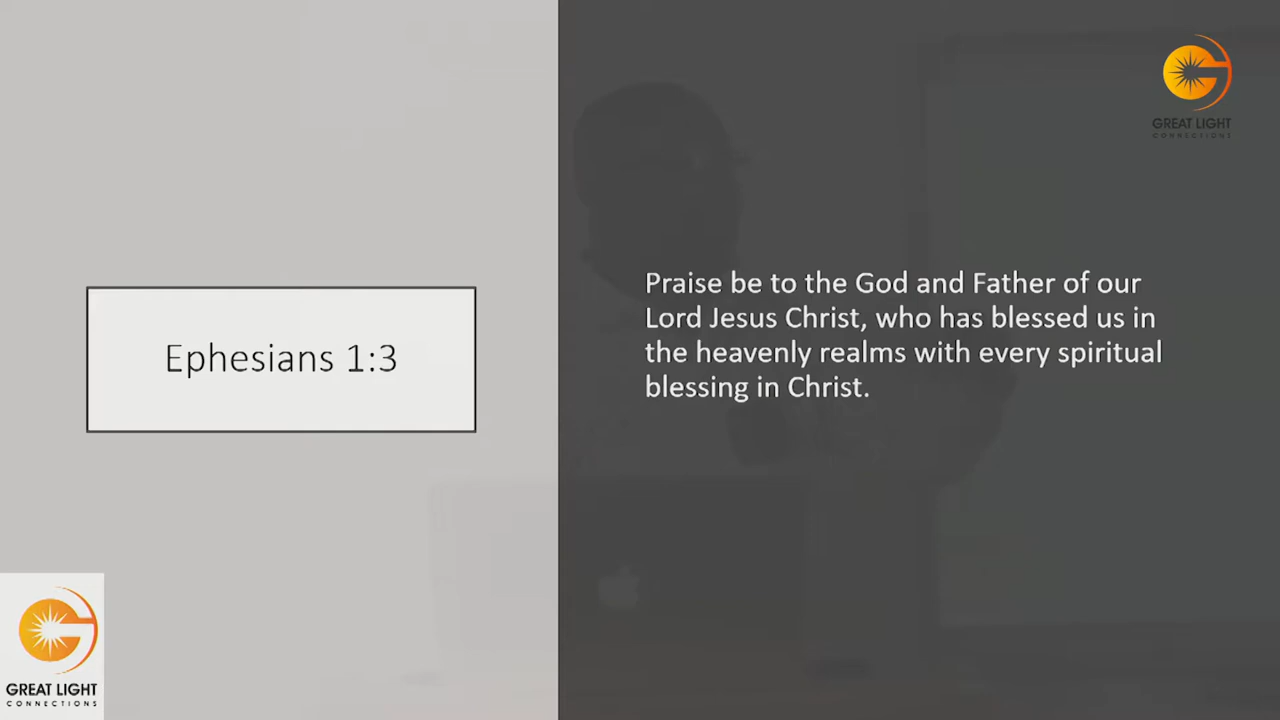 Ephesians 1:3
Praise be to the God and Father of our
Lord Jesus Christ, who has blessed us in
the heavenly realms with every spiritual
blessing in Christ.
GREAT LIGHT
CONNECTIONS
GREAT LIGHT
CONNECTIONS